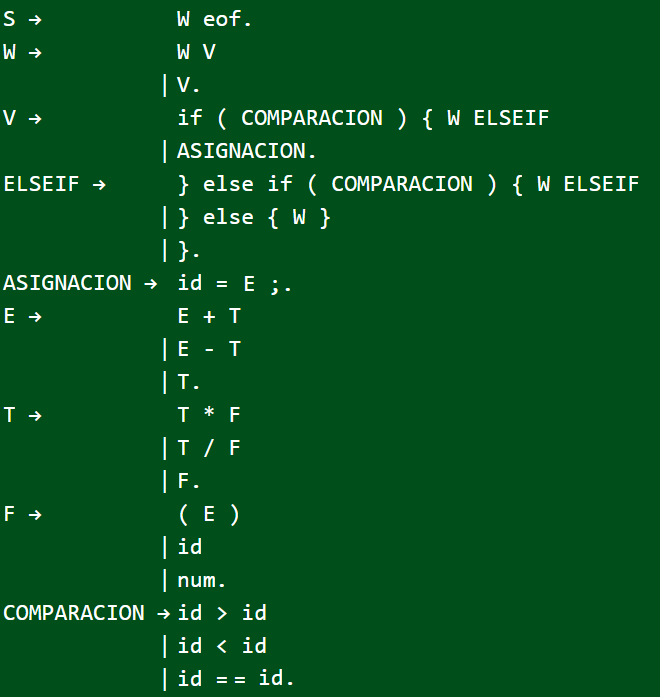 S → W eof.
W → W V
| V.
V → if ( COMPARACION ) { W ELSEIF
| ASIGNACION.
ELSEIF → } else if ( COMPARACION ) { W ELSEIF
| } else { W }
| }.
ASIGNACION → id = E ;.
E → E + T
| E - T
| T.
T → T * F
| T / F
| F.
F → ( E )
| id
| num.
COMPARACION → id > id
| id < id
| id == id.